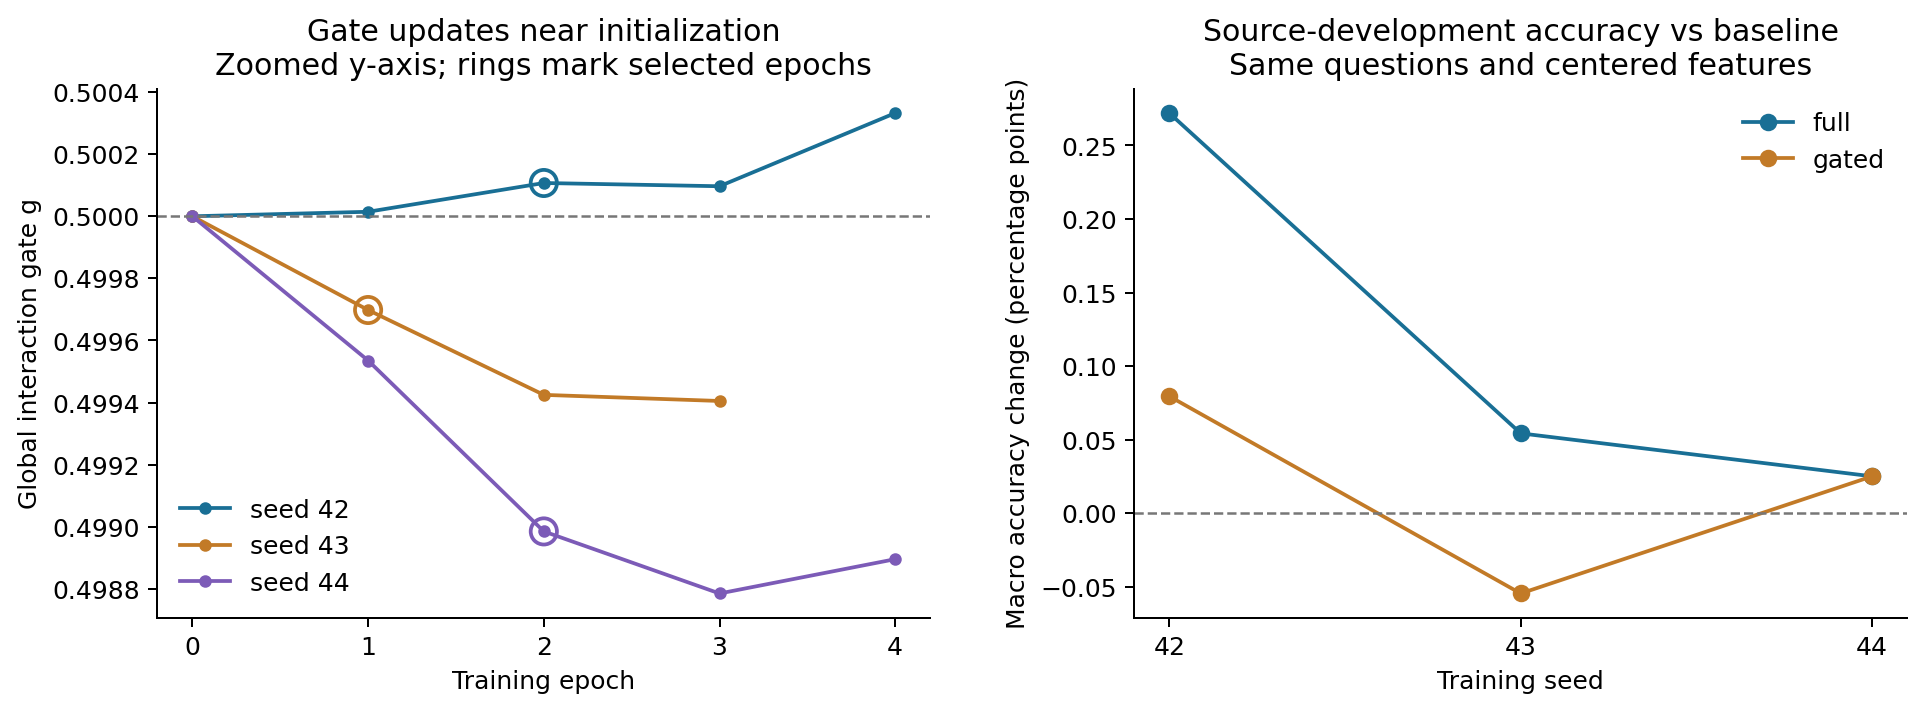 Gate updates near initialization
Zoomed y-axis; rings mark selected epochs
Global interaction gate g
0.5004
0.5002
0.5000
0.4998
0.4996
0.4994
0.4992
0.4990
0.4988
seed 42
seed 43
seed 44
0
1
2
3
4
Training epoch
Source-development accuracy vs baseline
Same questions and centered features
Macro accuracy change (percentage points)
0.25
0.20
0.15
0.10
0.05
0.00
−0.05
full
gated
42
43
44
Training seed